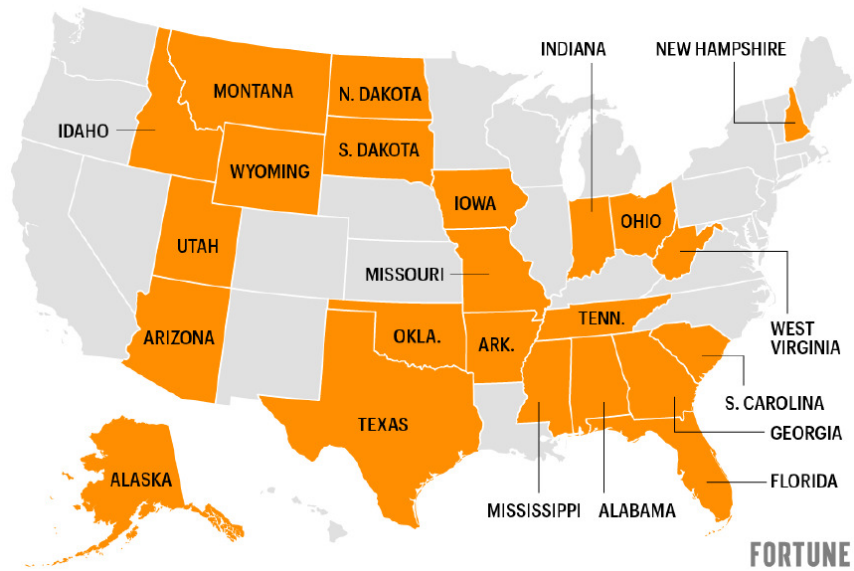 INDIANA
NEW HAMPSHIRE
MONTANA
N. DAKOTA
IDAHO
S. DAKOTA
WYOMING
IOWA
OHIO
UTAH
MISSOURI
TENN.
WEST
VIRGINIA
ARIZONA
OKLA.
ARK.
S. CAROLINA
TEXAS
GEORGIA
ALASKA
FLORIDA
MISSISSIPPI
ALABAMA
FORTUNE